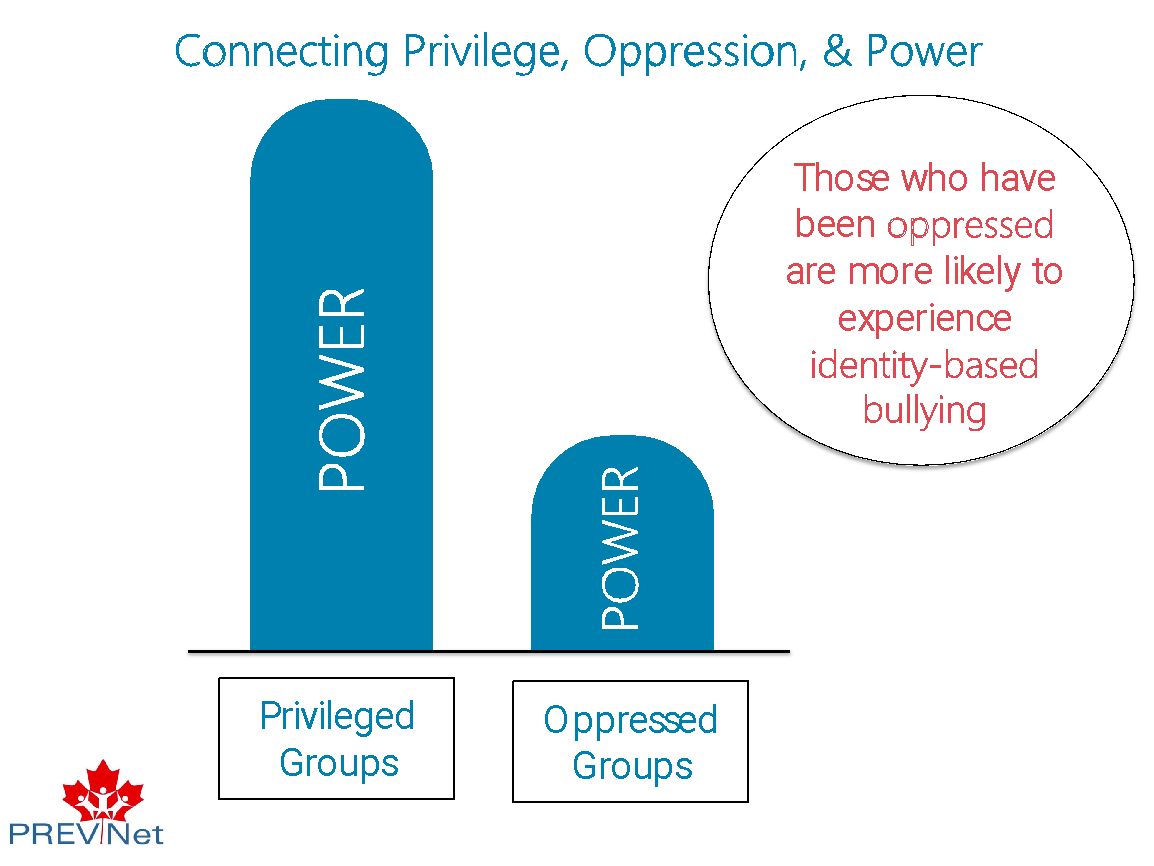 Connecting Privilege, Oppression, & Power
Those who have
been oppressed
are more likely to
experience
identity-based
bullying
POWER
POWER
Privileged
Groups
Oppressed
Groups
PREVNet